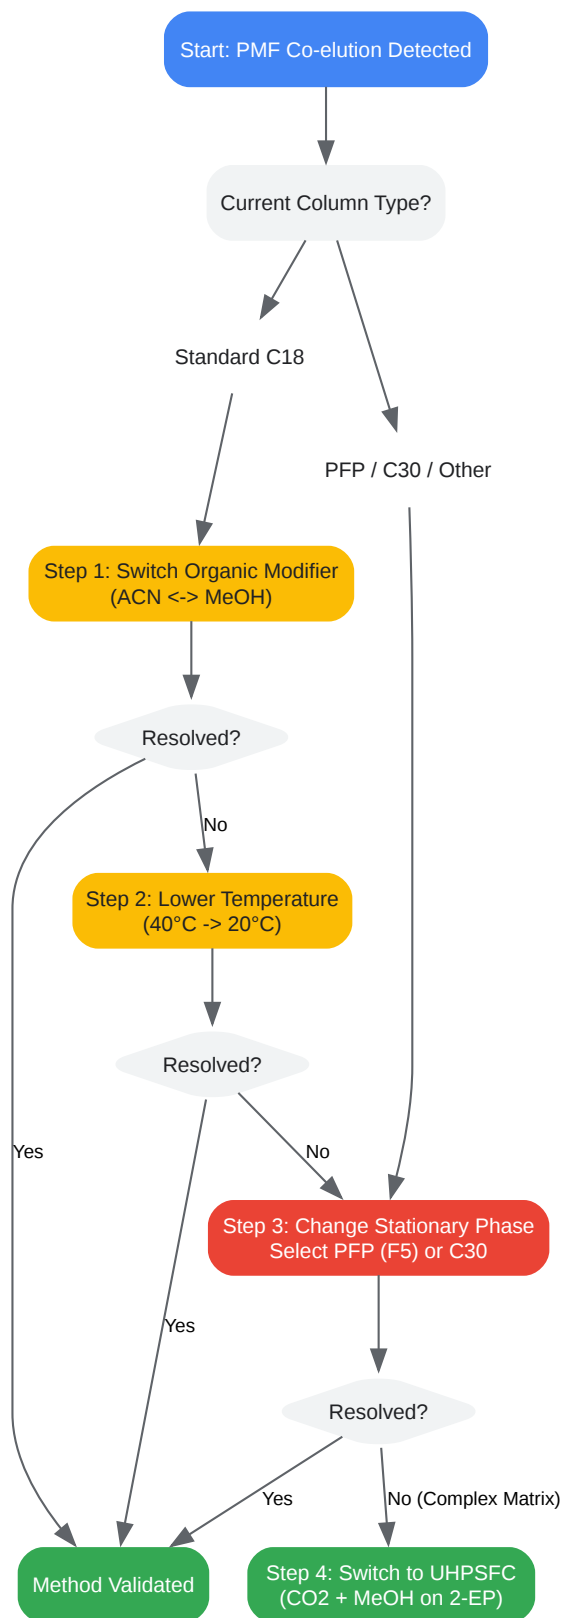 Start: PMF Co-elution Detected
Current Column Type?
Standard C18
PFP / C30 / Other
Step 1: Switch Organic Modifier
(ACN <-> MeOH)
Resolved?
No
Step 2: Lower Temperature
(40°C -> 20°C)
Resolved?
Yes
No
Step 3: Change Stationary Phase
Select PFP (F5) or C30
Yes
Resolved?
Yes
No (Complex Matrix)
Method Validated
Step 4: Switch to UHPSFC
(CO2 + MeOH on 2-EP)